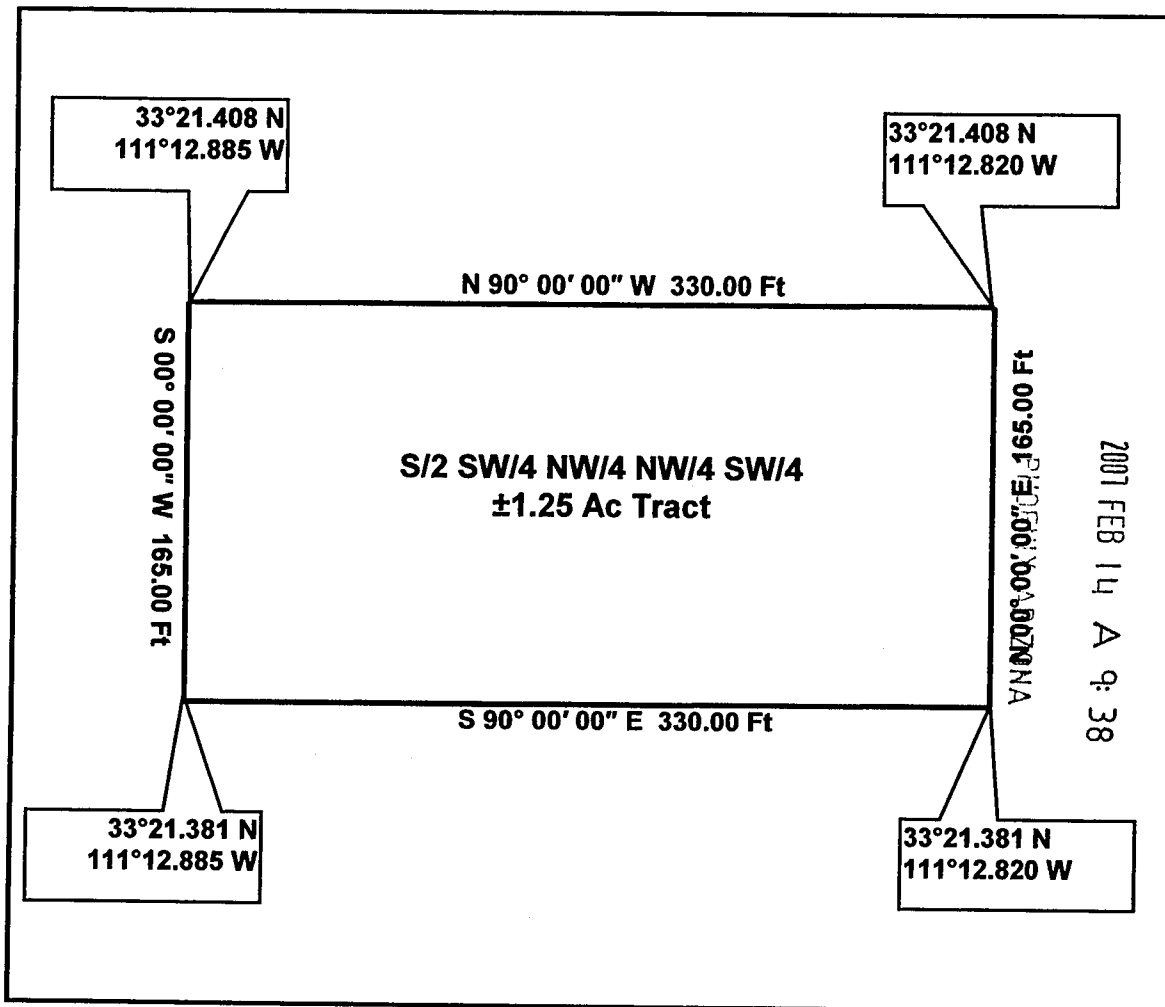 33°21.408 N
111°12.885 W
33°21.408 N
111°12.820 W
N 90° 00' 00" W 330.00 Ft
S 00° 00' 00" W 165.00 Ft
S/2 SW/4 NW/4 NW/4 SW/4
±1.25 Ac Tract
N 00° 00' 00" E 165.00 Ft
2007 FEB 14 A 9:38
S 90° 00' 00" E 330.00 Ft
33°21.381 N
111°12.885 W
33°21.381 N
111°12.820 W